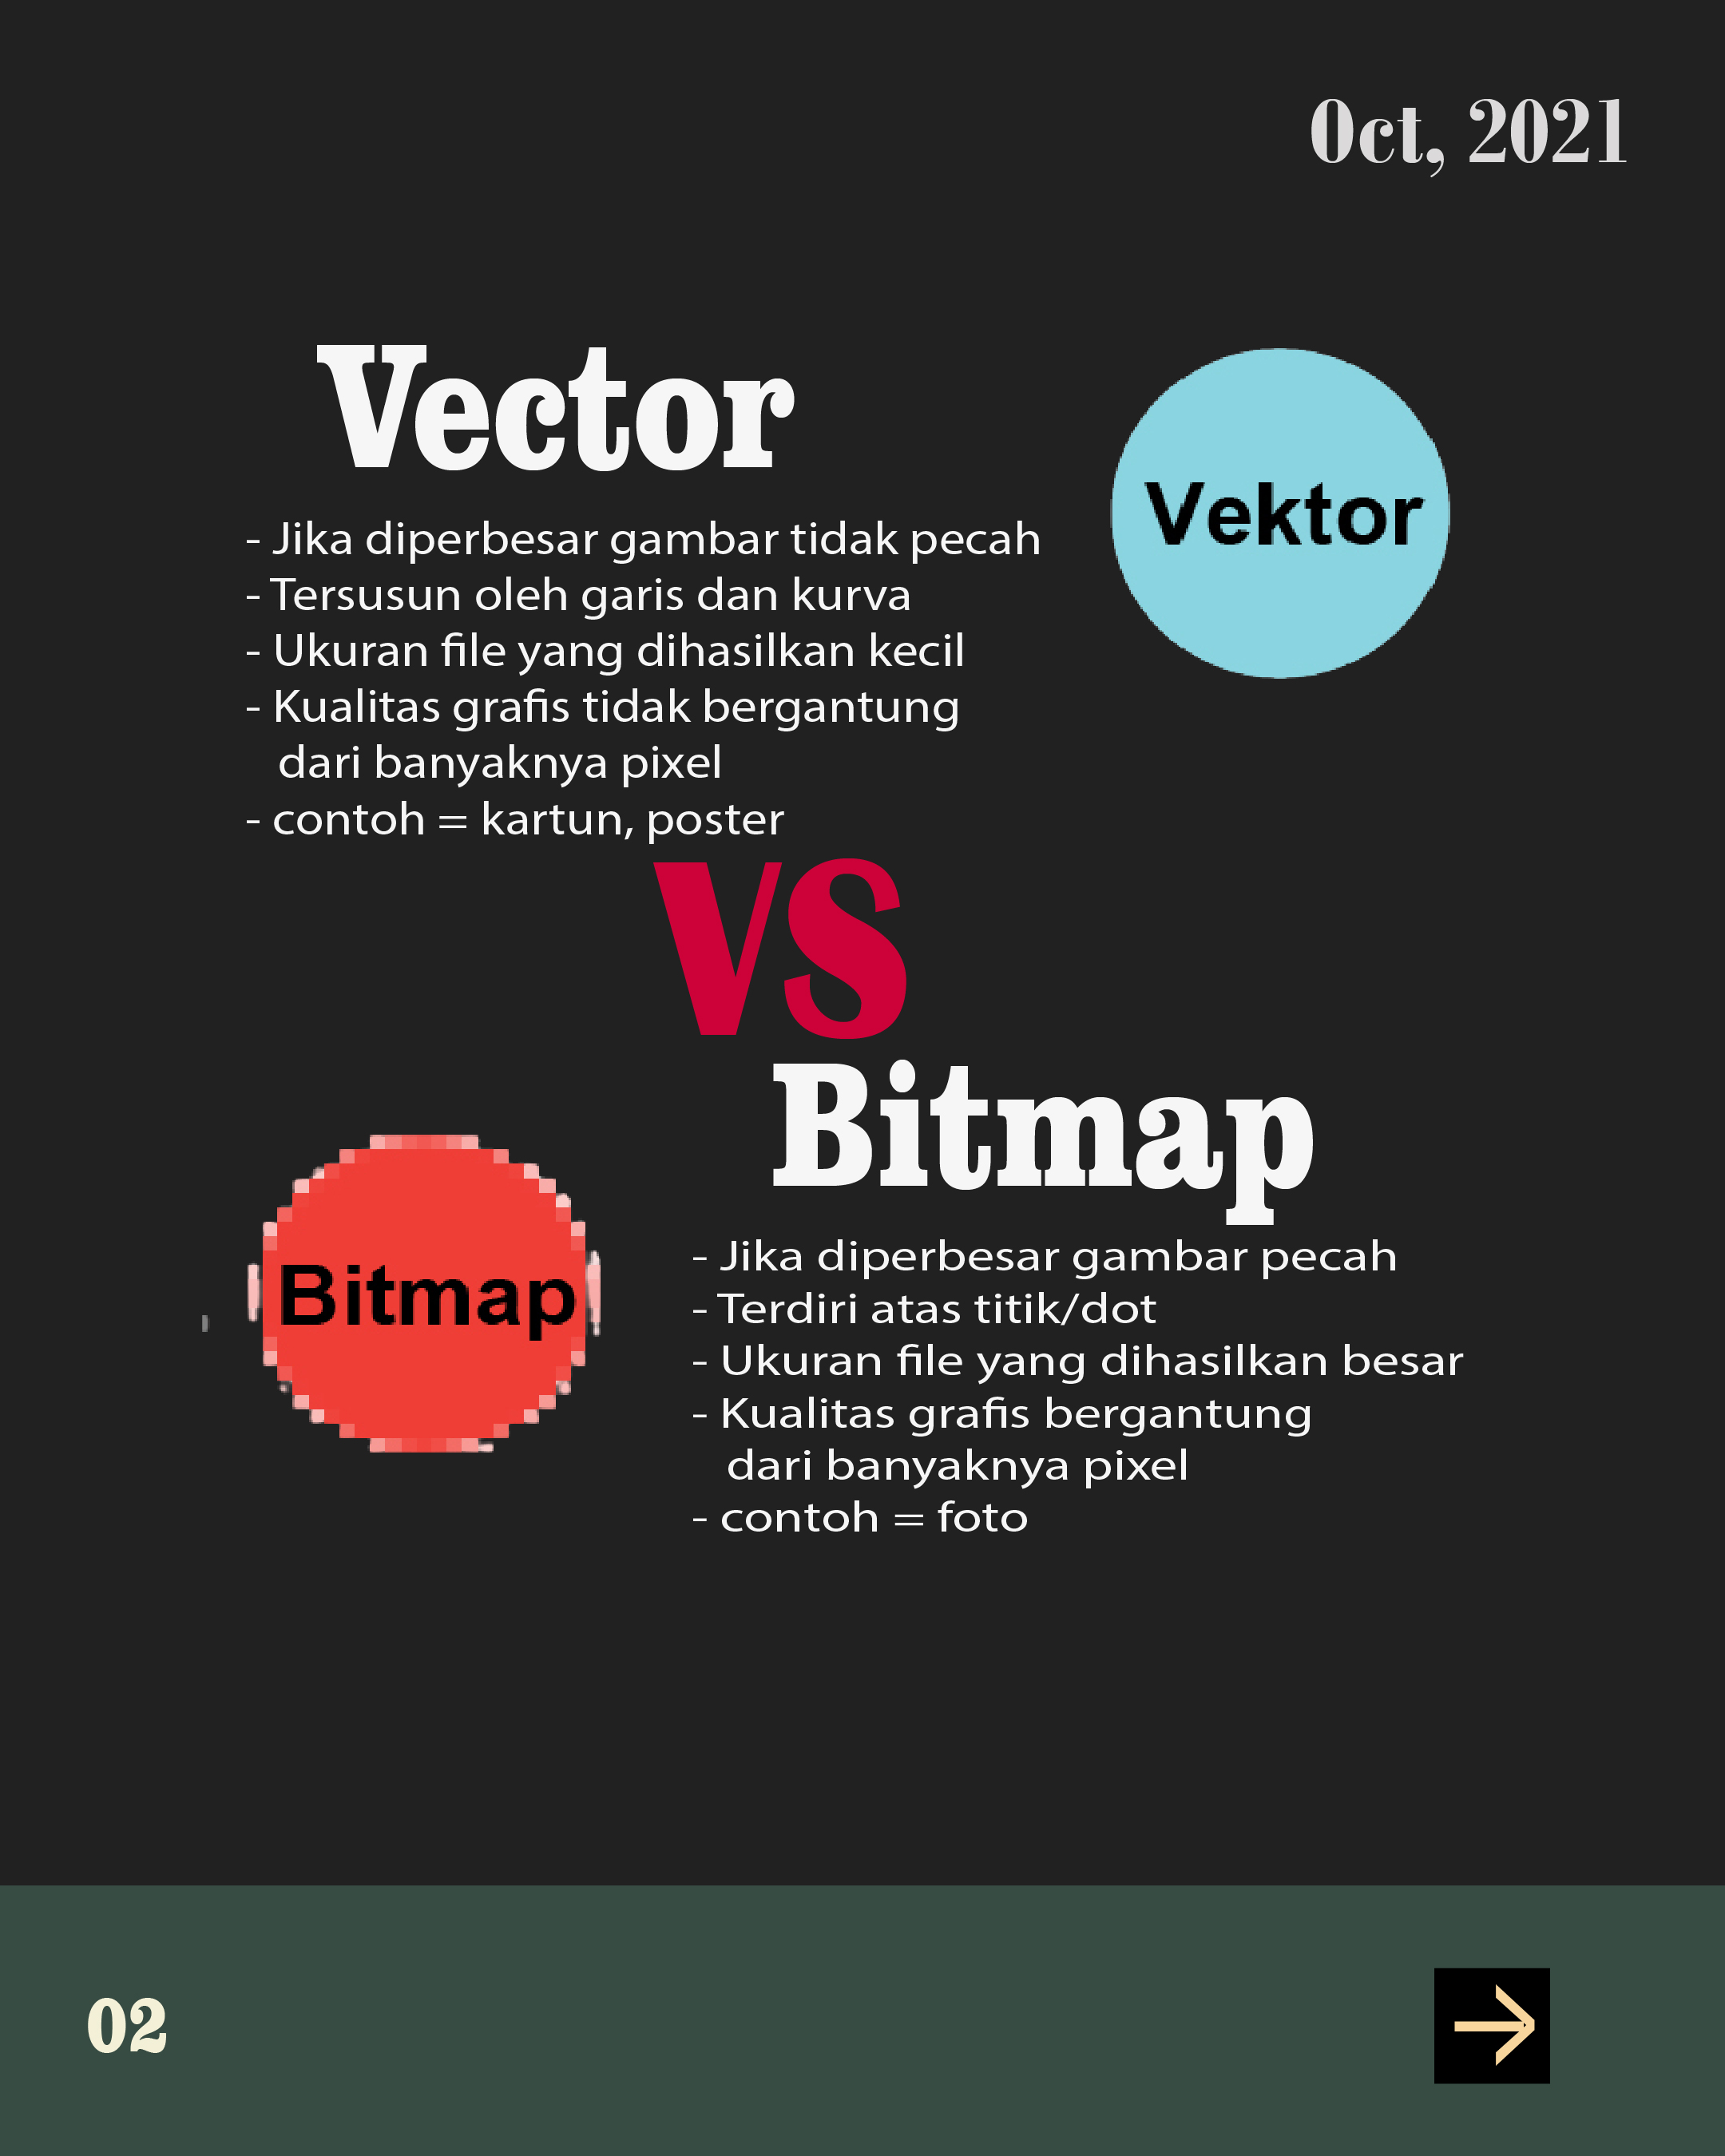 Oct, 2021
Vector
Vektor
- Jika diperbesar gambar tidak pecah
- Tersusun oleh garis dan kurva
- Ukuran file yang dihasilkan kecil
- Kualitas grafis tidak bergantung
dari banyaknya pixel
- contoh = kartun, poster
VS
Bitmap
Bitmap
- Jika diperbesar gambar pecah
- Terdiri atas titik/dot
- Ukuran file yang dihasilkan besar
- Kualitas grafis bergantung
dari banyaknya pixel
- contoh = foto
02